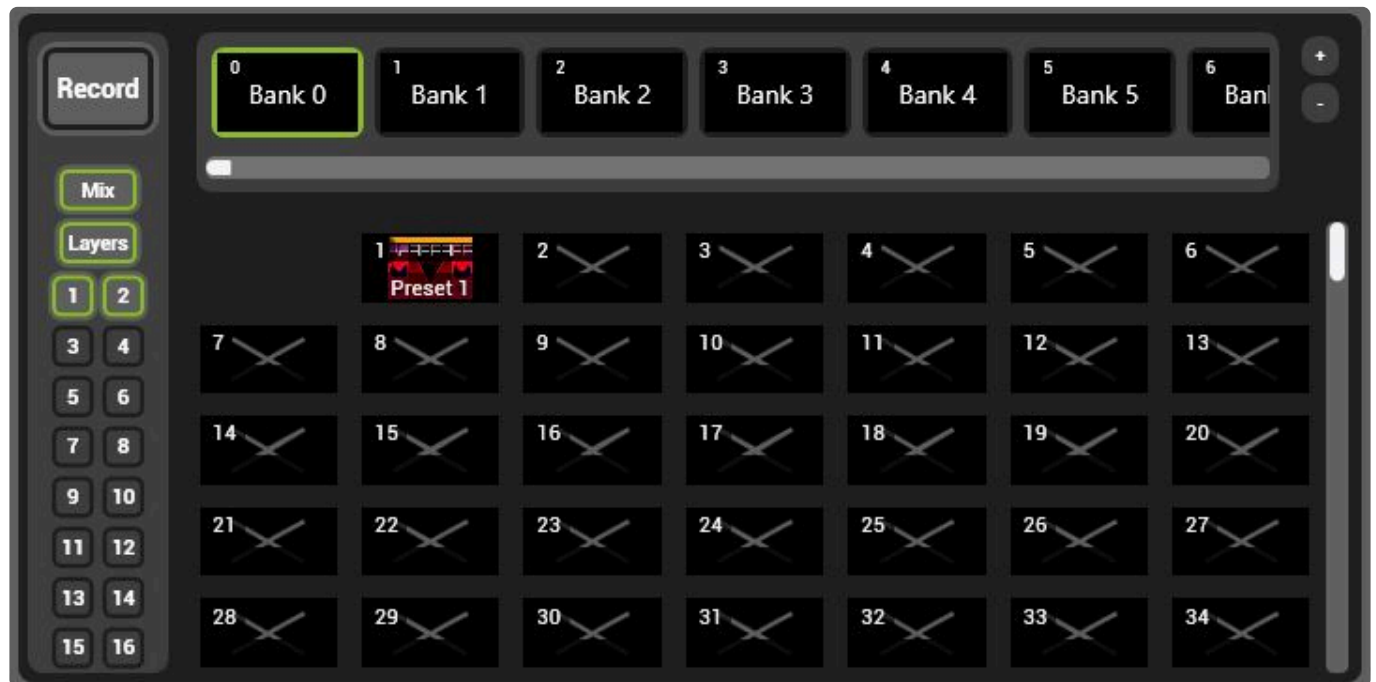 Record
0
Bank 0
1
Bank 1
2
Bank 2
3
Bank 3
4
Bank 4
5
Bank 5
6
+
-
Mix
Layers
1 2
3 4
5 6
7 8
9 10
11 12
13 14
15 16
1
Preset 1
2 3 4 5 6
7 8 9 10 11 12 13
14 15 16 17 18 19 20
21 22 23 24 25 26 27
28 29 30 31 32 33 34